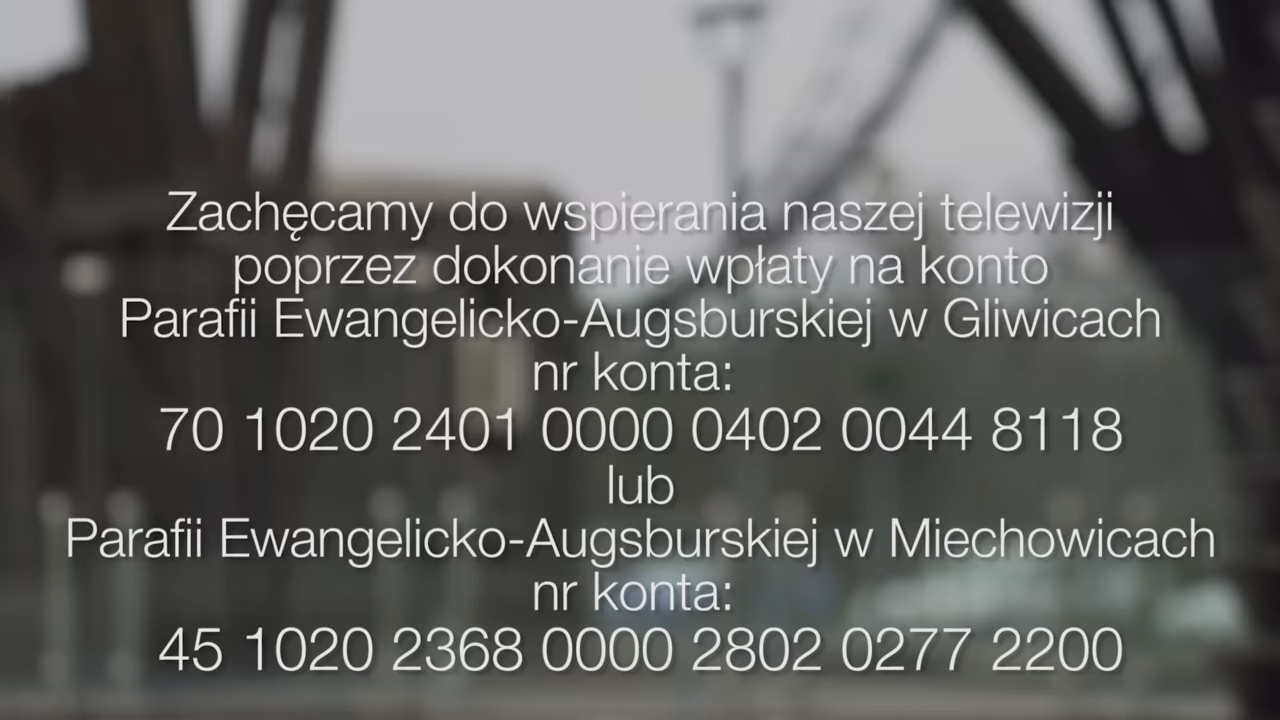 Zachęcamy do wspierania naszej telewizji
poprzez dokonanie wpłaty na konto
Parafii Ewangelicko-Augsburskiej w Gliwicach
nr konta:
70 1020 2401 0000 0402 0044 8118
lub
Parafii Ewangelicko-Augsburskiej w Miechowicach
nr konta:
45 1020 2368 0000 2802 0277 2200